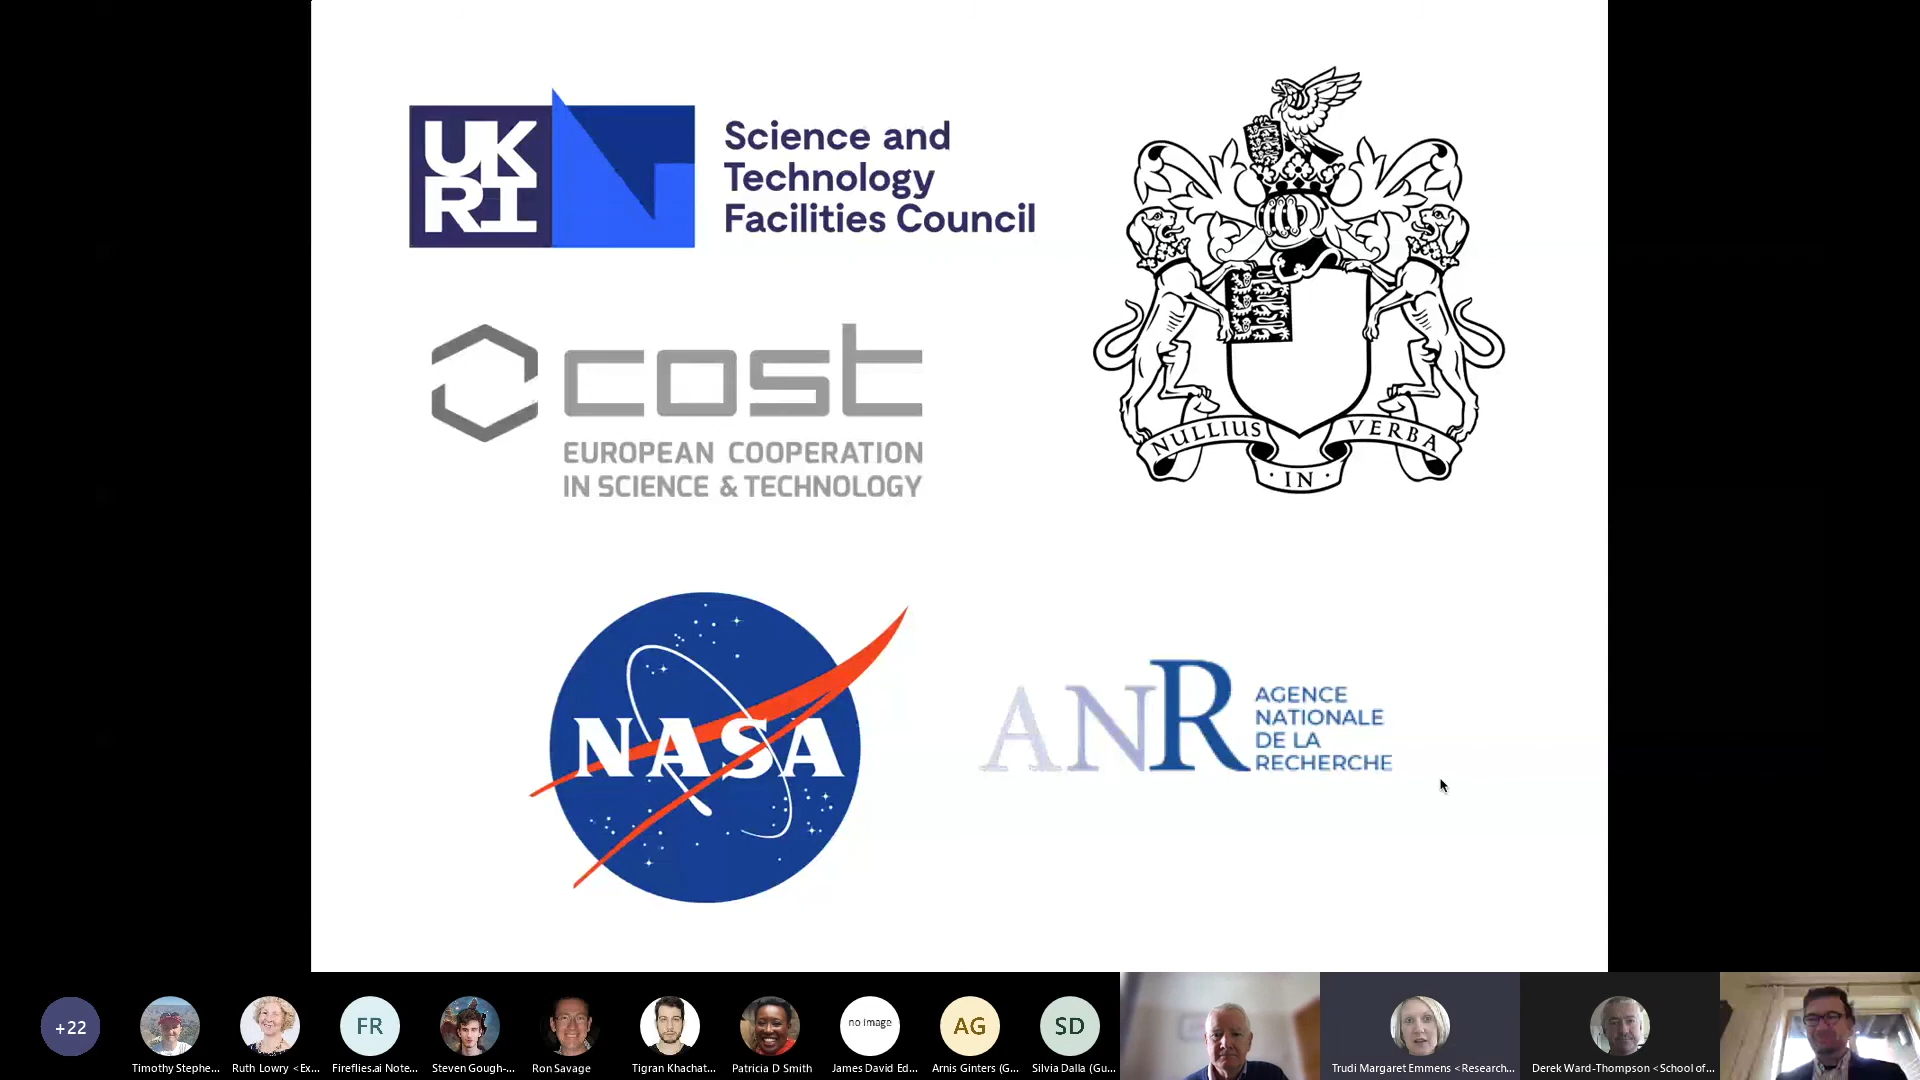 UK
RI
Science and
Technology
Facilities Council
cost
EUROPEAN COOPERATION
IN SCIENCE & TECHNOLOGY
NULLIUS
IN
VERBA
NASA
ANR
AGENCE
NATIONALE
DE LA
RECHERCHE
+22
FR
no image
AG
SD
Timothy Stephe...
Ruth Lowry <Ex...
Fireflies.ai Note...
Steven Gough-...
Ron Savage
Tigran Khachat...
Patricia D Smith
James David Ed...
Arnis Ginters (G...
Silvia Dalla (Gu...
Trudi Margaret Emmens <Research...
Derek Ward-Thompson <School of...